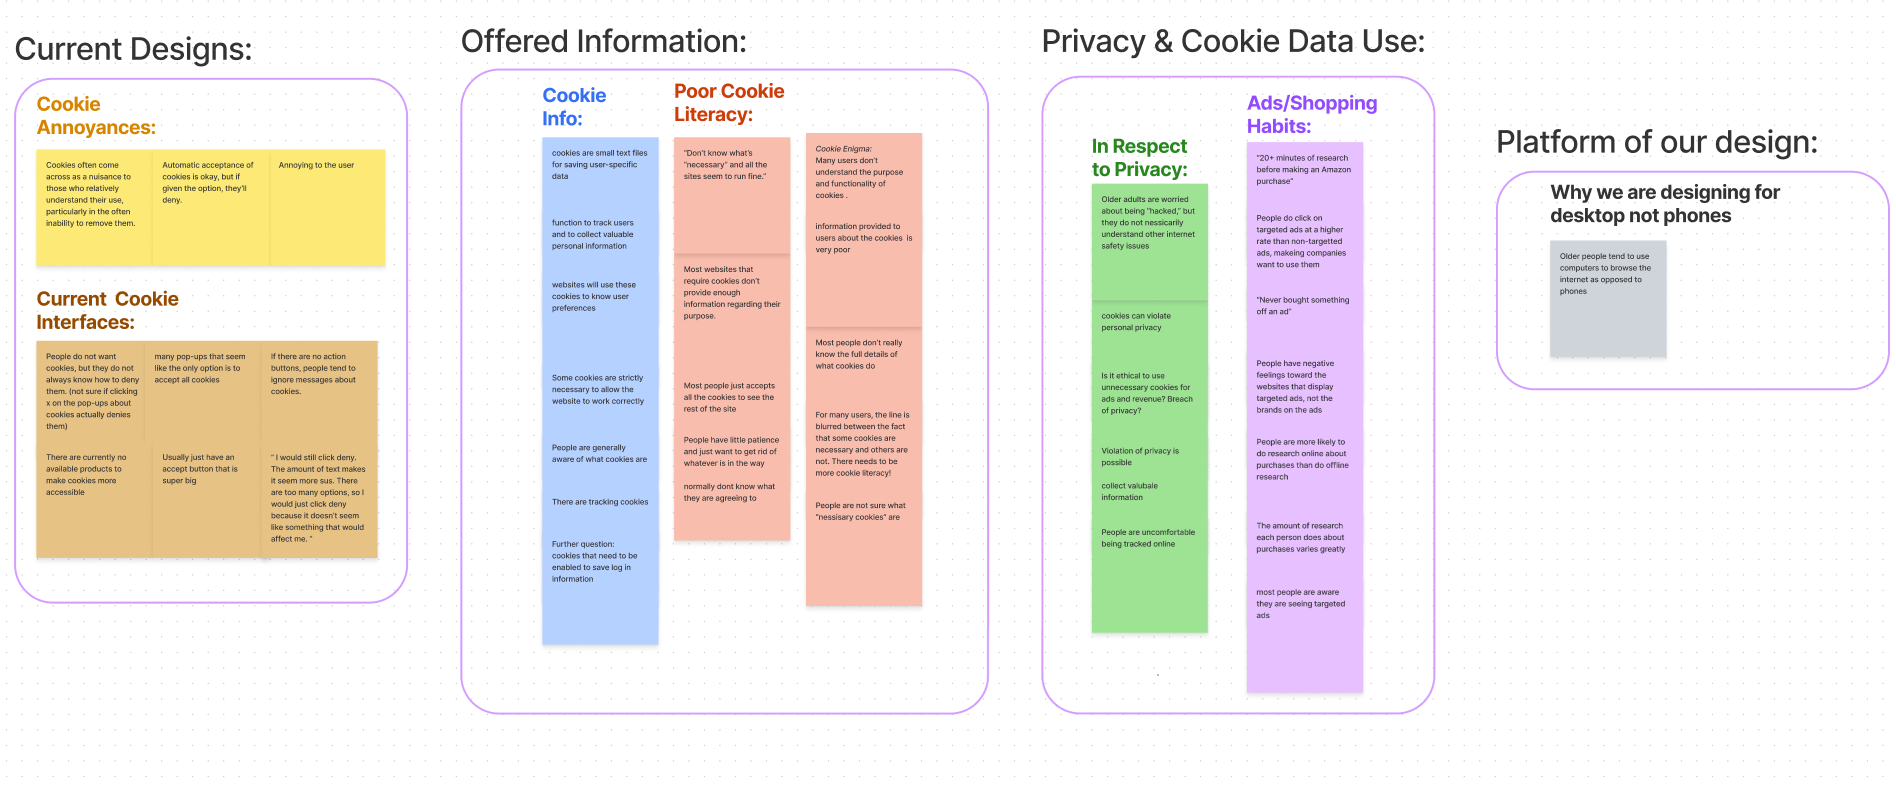 Current Designs:
Cookie
Annoyances:
Cookies often come
across as a nuisance to
those who relatively
understand their use,
particularly in the often
inability to remove them.
Automatic acceptance of
cookies is okay, but if
given the option, they'll
deny.
Annoying to the user
Current Cookie
Interfaces:
People do not want
cookies, but they do not
always know how to deny
them. (not sure if clicking
x on the pop-ups about
cookies actually denies
them)
many pop-ups that seem
like the only option is to
accept all cookies
If there are no action
buttons, people tend to
ignore messages about
cookies.
There are currently no
available products to
make cookies more
accessible
Usually just have an
accept button that is
super big
" I would still click deny.
The amount of text makes
it seem more sus. There
are too many options, so I
would just click deny
because it doesn't seem
like something that would
affect me. "
Offered Information:
Cookie
Info:
cookies are small text files
for saving user-specific
data
function to track users
and to collect valuable
personal information
websites will use these
cookies to know user
preferences
Some cookies are strictly
necessary to allow the
website to work correctly
People are generally
aware of what cookies are
There are tracking cookies
Further question:
cookies that need to be
enabled to save log in
information
Poor Cookie
Literacy:
"Don't know what's
"necessary" and all the
sites seem to run fine."
Most websites that
require cookies don't
provide enough
information regarding their
purpose.
Most people just accepts
all the cookies to see the
rest of the site
People have little patience
and just want to get rid of
whatever is in the way
normally dont know what
they are agreeing to
Cookie Enigma:
Many users don't
understand the purpose
and functionality of
cookies .
information provided to
users about the cookies is
very poor
Most people don't really
know the full details of
what cookies do
For many users, the line is
blurred between the fact
that some cookies are
necessary and others are
not. There needs to be
more cookie literacy!
People are not sure what
"nessisary cookies" are
Privacy & Cookie Data Use:
In Respect
to Privacy:
Older adults are worried
about being "hacked," but
they do not nessicarily
understand other internet
safety issues
cookies can violate
personal privacy
Is it ethical to use
unnecessary cookies for
ads and revenue? Breach
of privacy?
Violation of privacy is
possible
collect valubale
information
People are uncomfortable
being tracked online
Ads/Shopping
Habits:
"20+ minutes of research
before making an Amazon
purchase"
People do click on
targeted ads at a higher
rate than non-targetted
ads, makeing companies
want to use them
"Never bought something
off an ad"
People have negative
feelings toward the
websites that display
targeted ads, not the
brands on the ads
People are more likely to
do research online about
purchases than do offline
research
The amount of research
each person does about
purchases varies greatly
most people are aware
they are seeing targeted
ads
Platform of our design:
Why we are designing for
desktop not phones
Older people tend to use
computers to browse the
internet as opposed to
phones